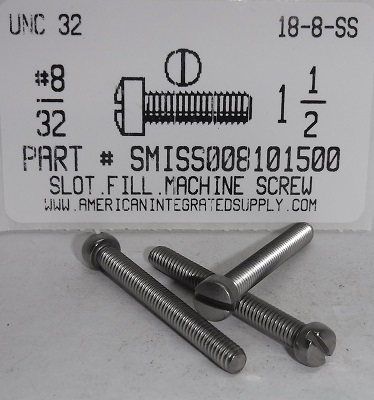 UNC 32 18-8-SS
#8/32 1 1/2
PART # SMISS008101500
SLOT.FILL.MACHINE SCREW
WWW.AMERICANINTEGRATEDSUPPLY.COM/